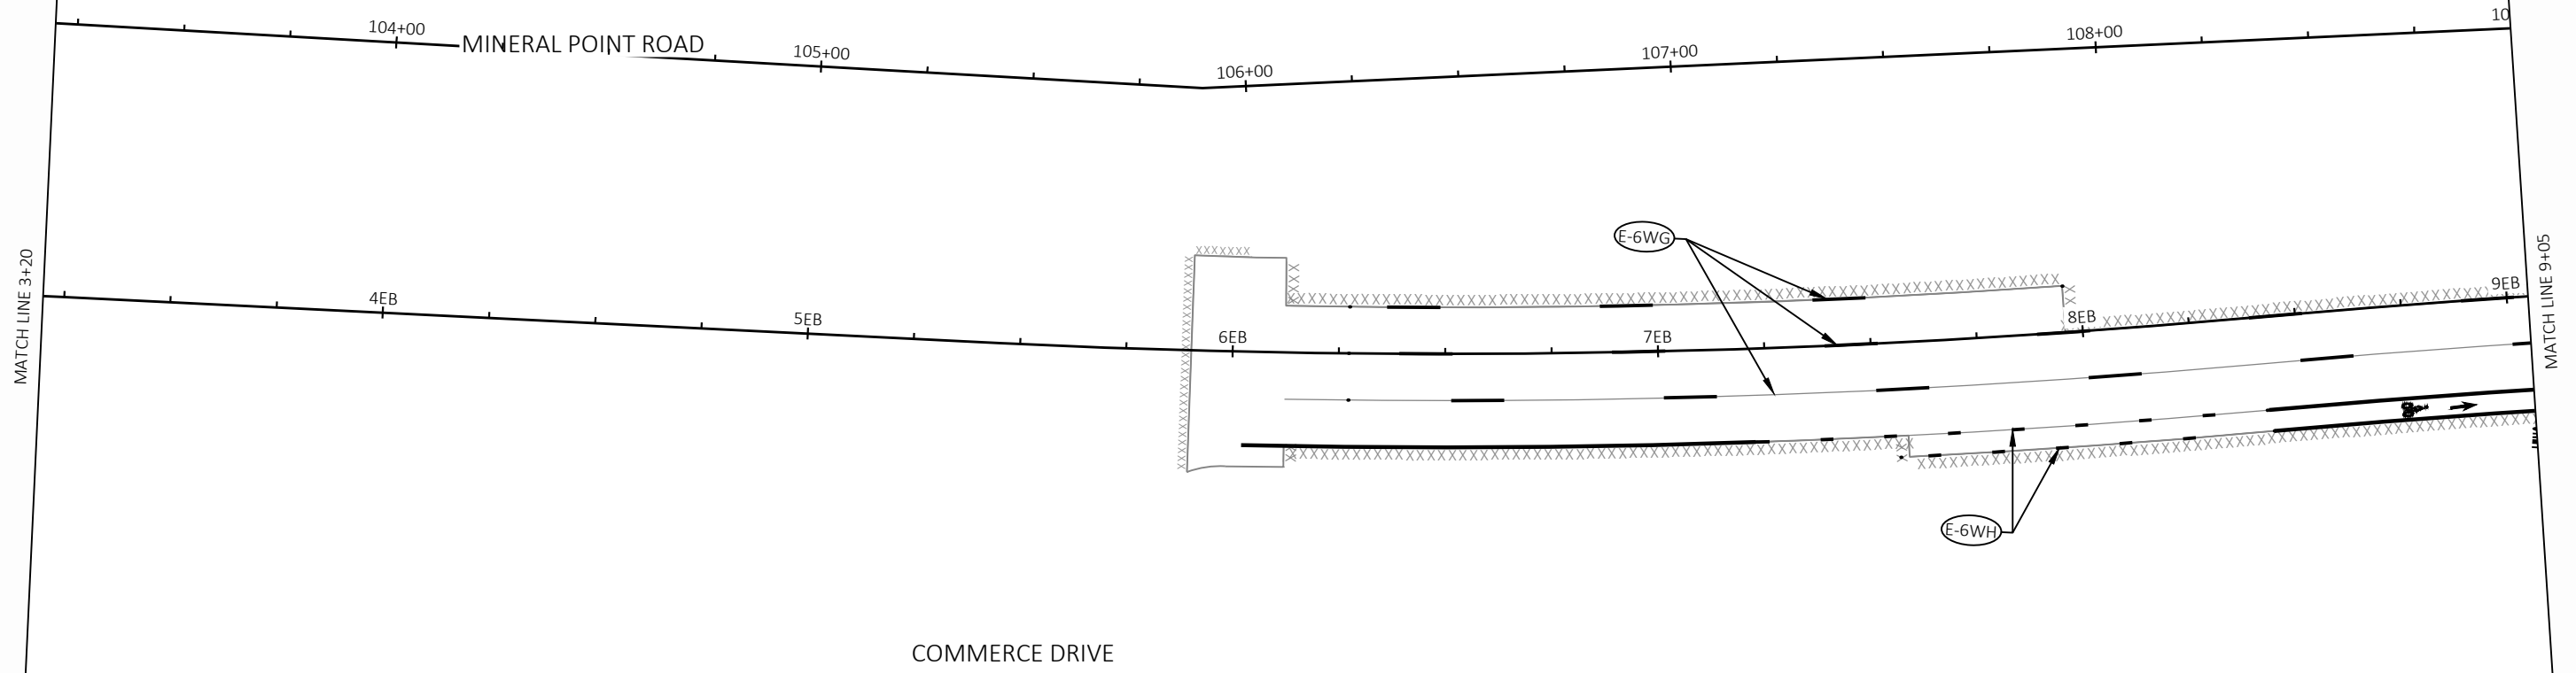 104+00
MINERAL POINT ROAD
105+00
106+00
107+00
108+00
10
MATCH LINE 3+20
4EB
5EB
6EB
7EB
8EB
9EB
MATCH LINE 9+05
E-6WG
E-6WH
COMMERCE DRIVE